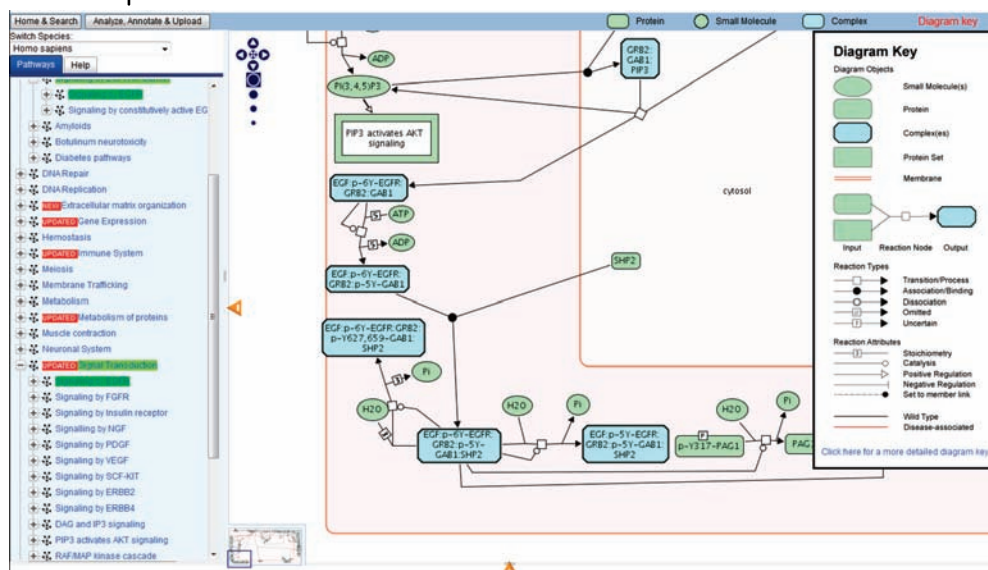 Home & Search Analyze, Annotate & Upload Protein Small Molecule Complex Diagram key
Switch Species:
Homo sapiens
Pathways Help
Signaling by constitutively active EG
Amyloids
Botulinum neurotoxicity
Diabetes pathways
DNA Repair
DNA Replication
NEW Extracellular matrix organization
UPDATED Gene Expression
Hemostasis
UPDATED Immune System
Meiosis
Membrane Trafficking
Metabolism
UPDATED Metabolism of proteins
Muscle contraction
Neuronal System
UPDATED Signal Transduction
Signaling by FGFR
Signaling by Insulin receptor
Signalling by NGF
Signaling by PDGF
Signaling by VEGF
Signaling by SCF-KIT
Signaling by ERBB2
Signaling by ERBB4
DAG and IP3 signaling
PIP3 activates AKT signaling
RAF/MAP kinase cascade
ADP
GRB2:
GAB1:
PIP3
PI(3,4,5)P3
PIP3 activates AKT
signaling
EGF:p-6Y-EGFR:
GRB2:GAB1
cytosol
5 ATP
5 ADP
EGF:p-6Y-EGFR:
GRB2:p-5Y-GAB1
SHP2
EGF:p-6Y-EGFR:GRB2:
p-Y627,659-GAB1:
SHP2
3 Pi
H2O
H2O
Pi
H2O
Pi
EGF:p-6Y-EGFR:
GRB2:p-5Y-
GAB1:SHP2
EGF:p-5Y-EGFR:
GRB2:p-5Y-GAB1:
SHP2
P
p-Y317-PAG1
PAG
Diagram Key
Diagram Objects
Small Molecule(s)
Protein
Complex(es)
Protein Set
Membrane
Input Reaction Node Output
Reaction Types
Transition/Process
Association/Binding
Dissociation
Omitted
? Uncertain
Reaction Attributes
3 Stoichiometry
Catalysis
Positive Regulation
Negative Regulation
Set to member link
Wild Type
Disease-associated
Click here for a more detailed diagram key